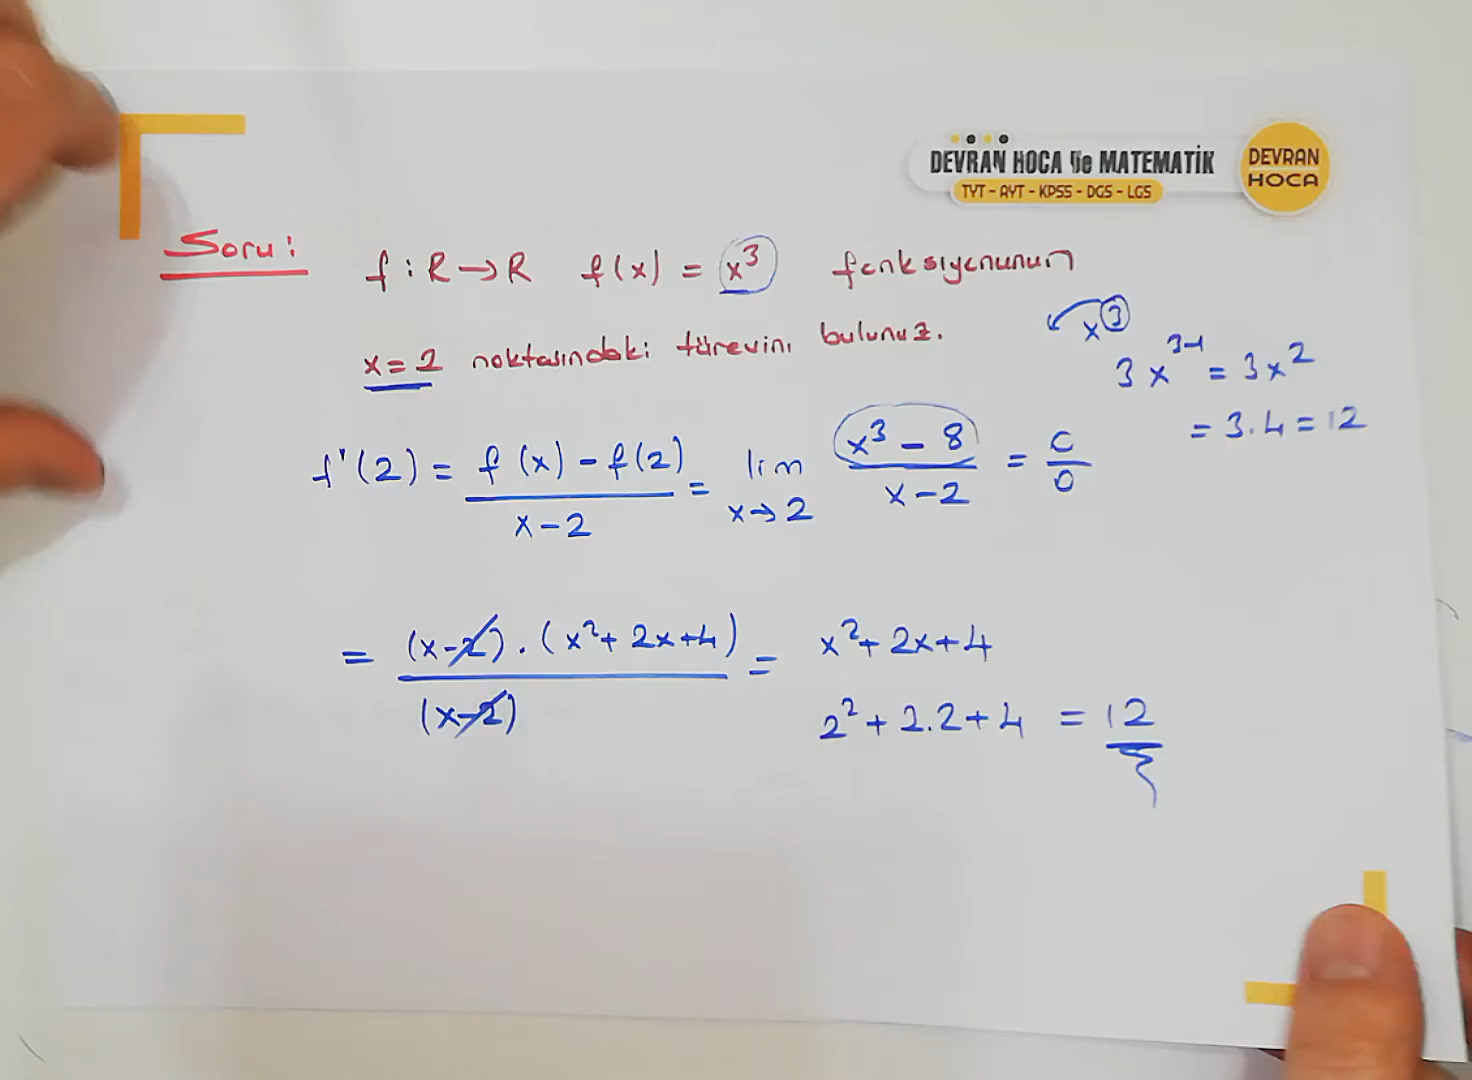 DEVRAN HOCA ile MATEMATİK
TYT - AYT - KPSS - DGS - LGS
DEVRAN
HOCA
Soru:
f : R → R f(x) = x³ fonksiyonunun
x = 2 noktasındaki türevini bulunuz.
x³
3x³⁻¹ = 3x²
= 3.4 = 12
f'(2) = f(x) - f(2) / x - 2 = lim x→2 x³ - 8 / x - 2 = 0/0
= (x-2) . (x² + 2x + 4) / (x-2) = x² + 2x + 4
2² + 2.2 + 4 = 12